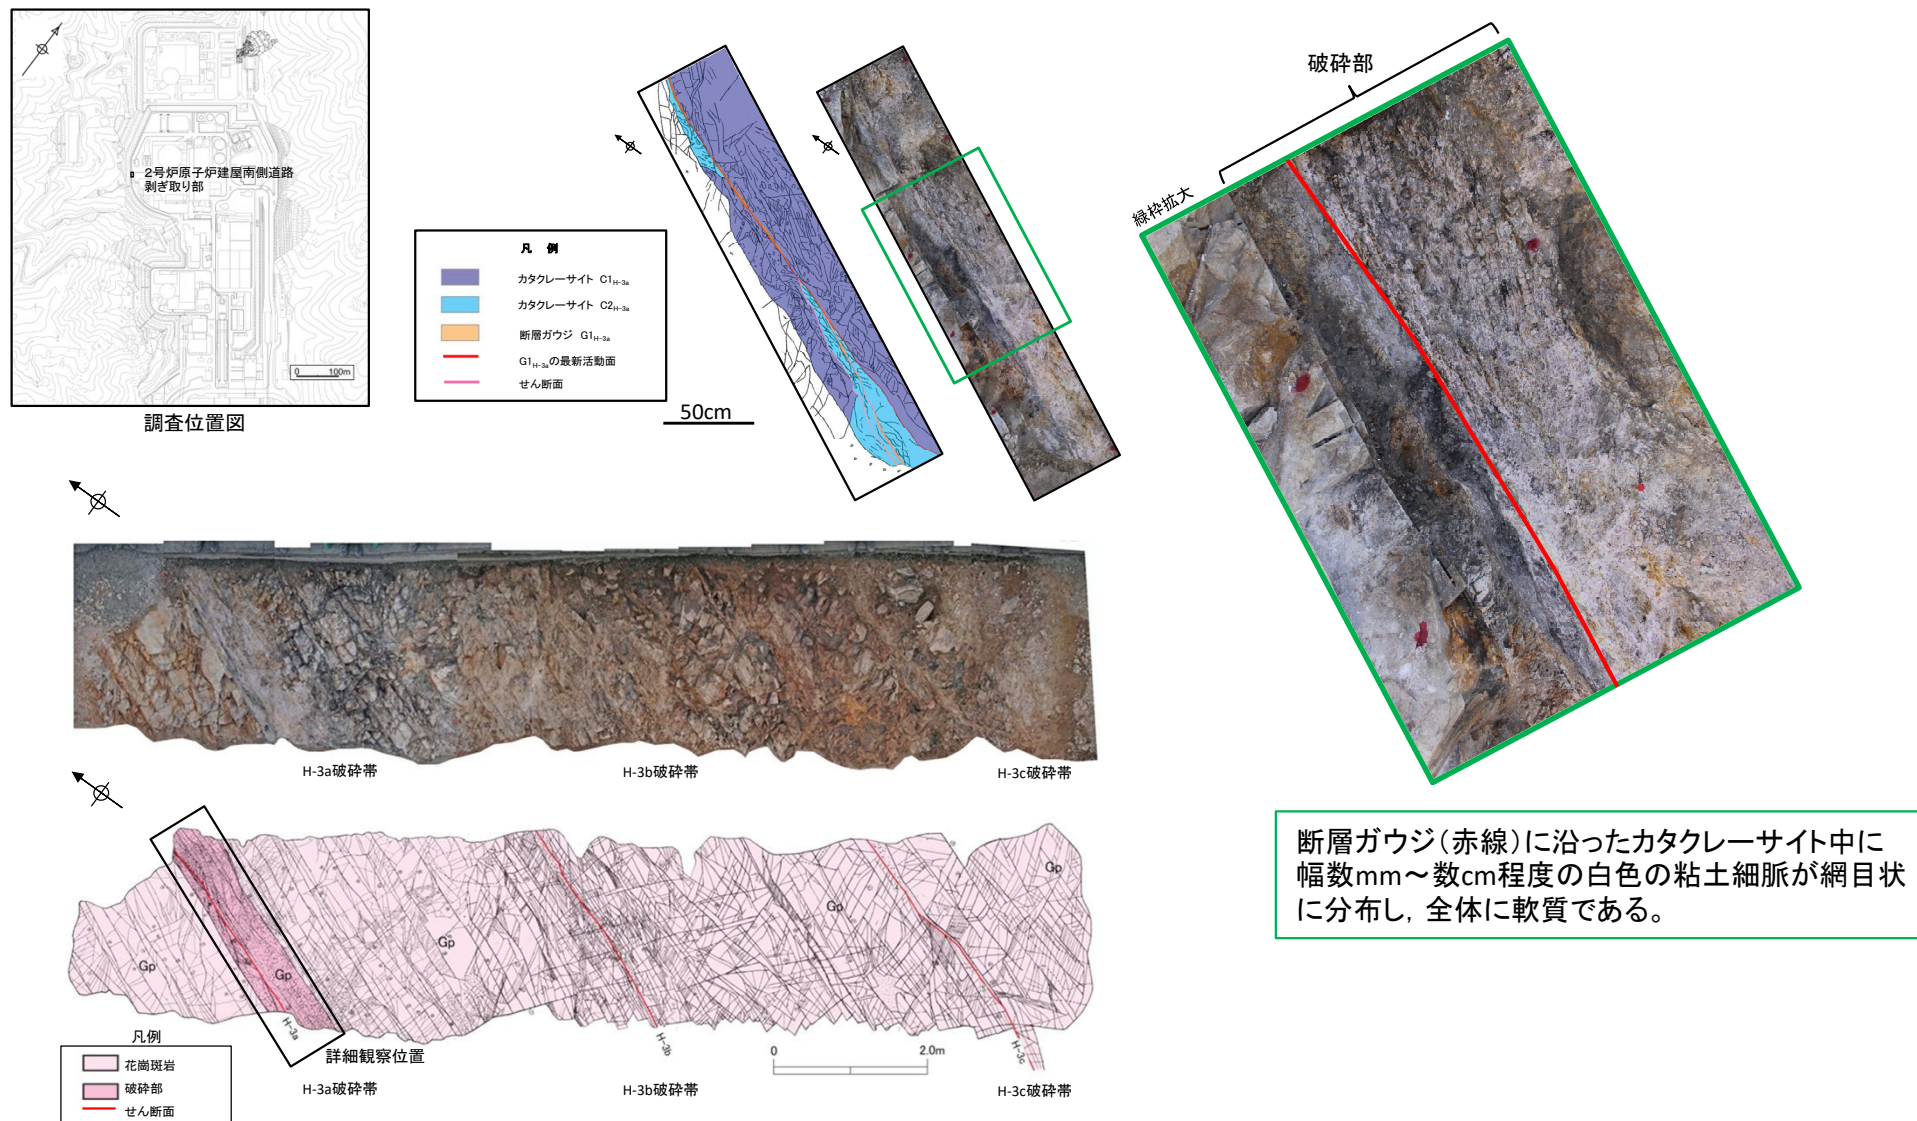 2号炉原子炉建屋南側道路
剥ぎ取り部
0 100m
調査位置図
凡 例
カタクレーサイト C1H-3a
カタクレーサイト C2H-3a
断層ガウジ G1H-3a
G1H-3aの最新活動面
せん断面
50cm
破砕部
緑枠拡大
H-3a破砕帯
H-3b破砕帯
H-3c破砕帯
断層ガウジ(赤線)に沿ったカタクレーサイト中に
幅数mm~数cm程度の白色の粘土細脈が網目状
に分布し,全体に軟質である。
Gp
Gp
Gp
Gp
Gp
H-3a
H-3b
H-3c
詳細観察位置
0 2.0m
凡例
花崗斑岩
破砕部
せん断面
H-3a破砕帯
H-3b破砕帯
H-3c破砕帯